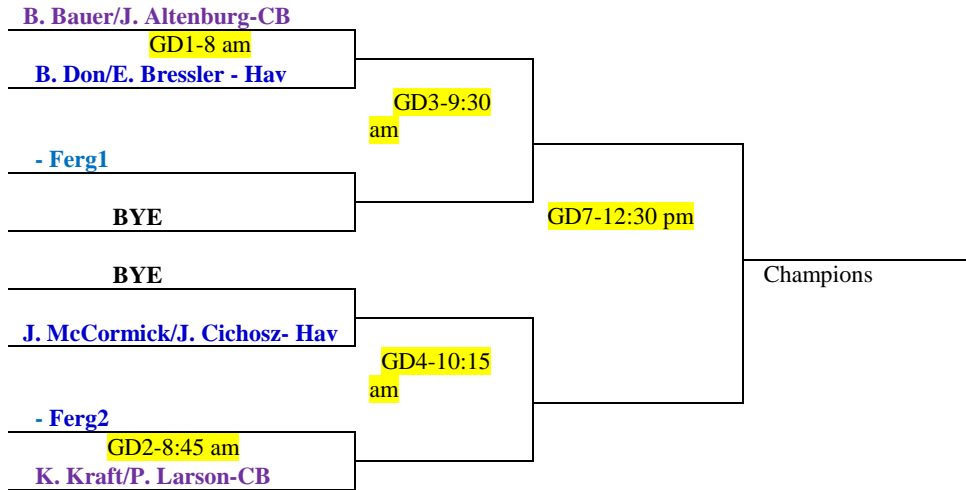 B. Bauer/J. Altenburg-CB
GD1-8 am
B. Don/E. Bressler - Hav
GD3-9:30
am
- Ferg1
BYE
GD7-12:30 pm
BYE
Champions
J. McCormick/J. Cichosz- Hav
GD4-10:15
am
- Ferg2
GD2-8:45 am
K. Kraft/P. Larson-CB